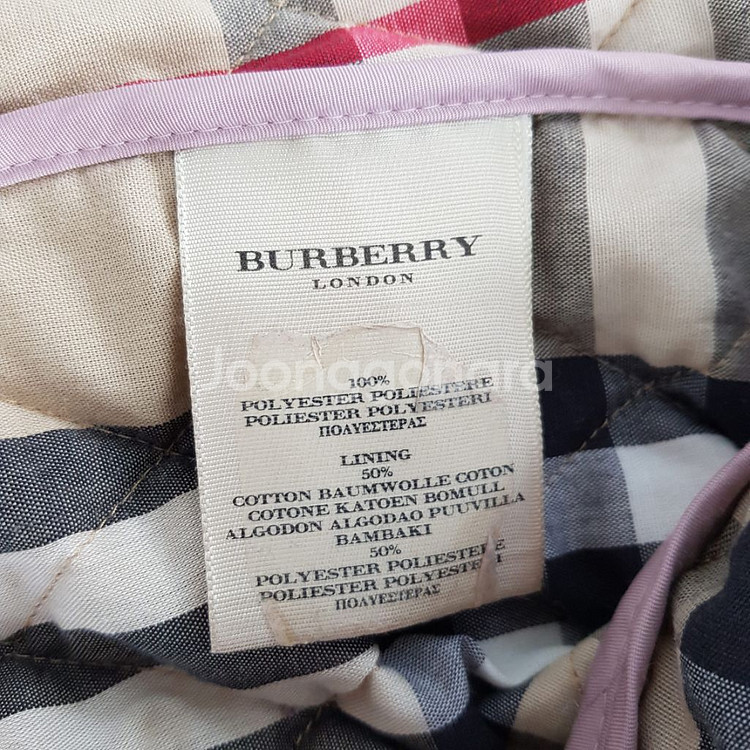 BURBERRY
LONDON
Joonggonara
100%
POLYESTER POLIESTERE
POLIESTER POLYESTERI
ΠΟΛΥΕΣΤΕΡΑΣ
LINING
50%
COTTON BAUMWOLLE COTON
COTONE KATOEN BOMULL
ALGODON ALGODAO PUUVILLA
BAMBAKI
50%
POLYESTER POLIESTERE
POLIESTER POLYESTERI
ΠΟΛΥΕΣΤΕΡΑΣ